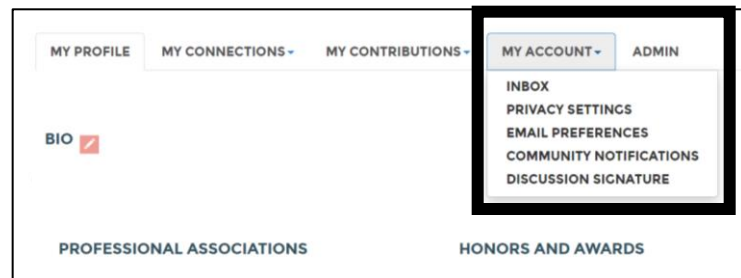 MY PROFILE MY CONNECTIONS MY CONTRIBUTIONS MY ACCOUNT ADMIN
INBOX
PRIVACY SETTINGS
EMAIL PREFERENCES
COMMUNITY NOTIFICATIONS
DISCUSSION SIGNATURE
BIO
PROFESSIONAL ASSOCIATIONS HONORS AND AWARDS